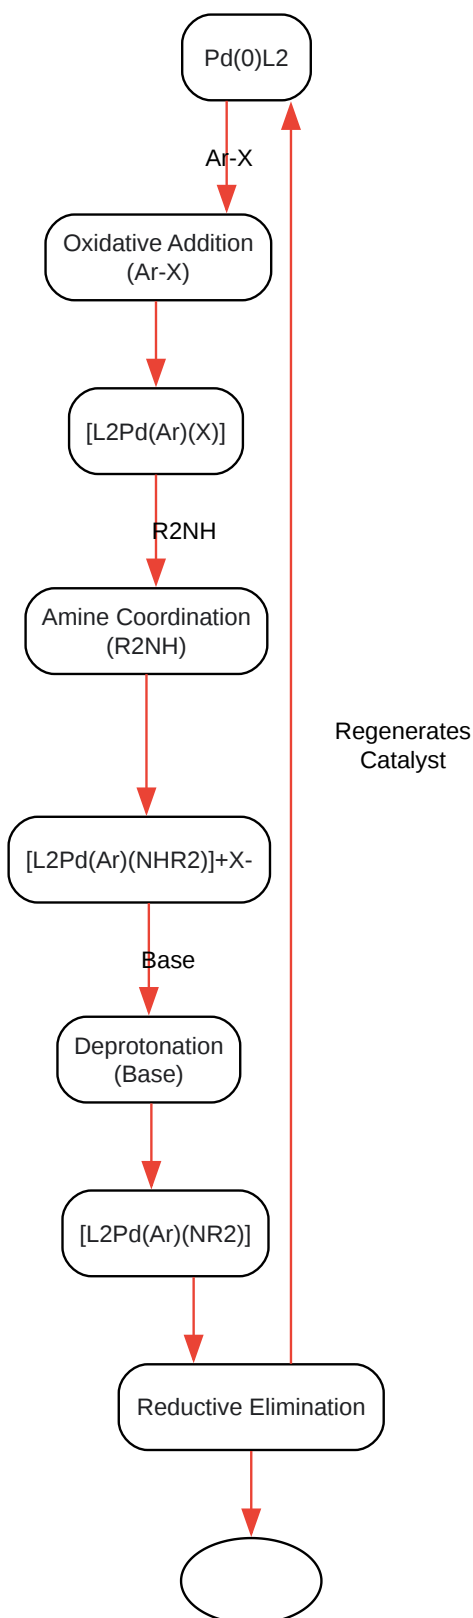 Pd(0)L2
Ar-X
Oxidative Addition
(Ar-X)
[L2Pd(Ar)(X)]
R2NH
Amine Coordination
(R2NH)
Regenerates
Catalyst
[L2Pd(Ar)(NHR2)]+X-
Base
Deprotonation
(Base)
[L2Pd(Ar)(NR2)]
Reductive Elimination